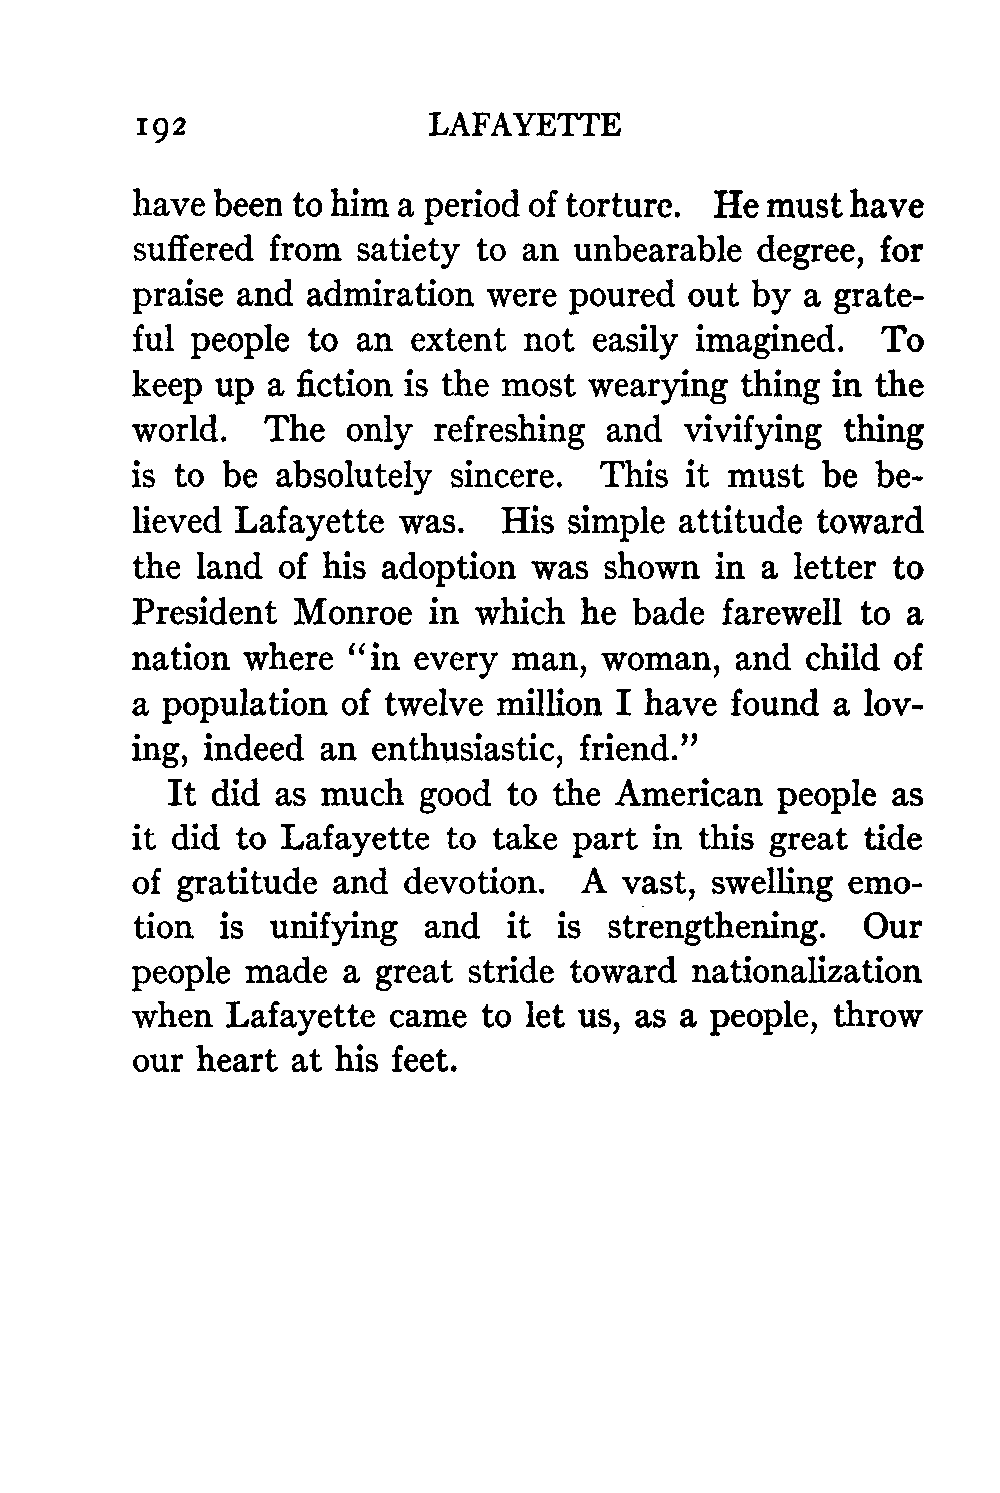 192 LAFAYETTE
have been to him a period of torture. He must have
suffered from satiety to an unbearable degree, for
praise and admiration were poured out by a grate-
ful people to an extent not easily imagined. To
keep up a fiction is the most wearying thing in the
world. The only refreshing and vivifying thing
is to be absolutely sincere. This it must be be-
lieved Lafayette was. His simple attitude toward
the land of his adoption was shown in a letter to
President Monroe in which he bade farewell to a
nation where "in every man, woman, and child of
a population of twelve million I have found a lov-
ing, indeed an enthusiastic, friend."
It did as much good to the American people as
it did to Lafayette to take part in this great tide
of gratitude and devotion. A vast, swelling emo-
tion is unifying and it is strengthening. Our
people made a great stride toward nationalization
when Lafayette came to let us, as a people, throw
our heart at his feet.